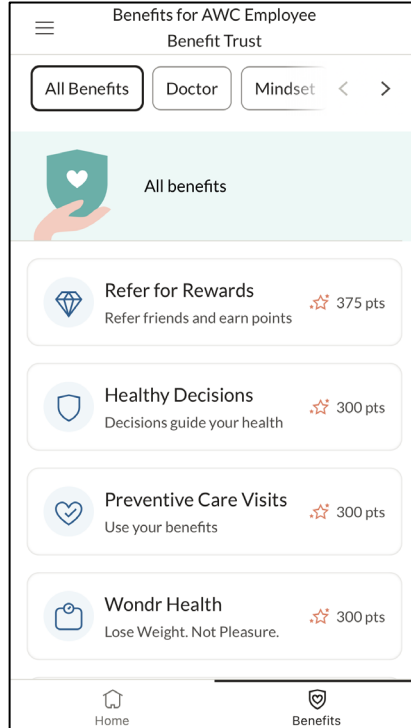 Benefits for AWC Employee
Benefit Trust
All Benefits
Doctor
Mindset
All benefits
Refer for Rewards
Refer friends and earn points
375 pts
Healthy Decisions
Decisions guide your health
300 pts
Preventive Care Visits
Use your benefits
300 pts
Wondr Health
Lose Weight. Not Pleasure.
300 pts
Home
Benefits